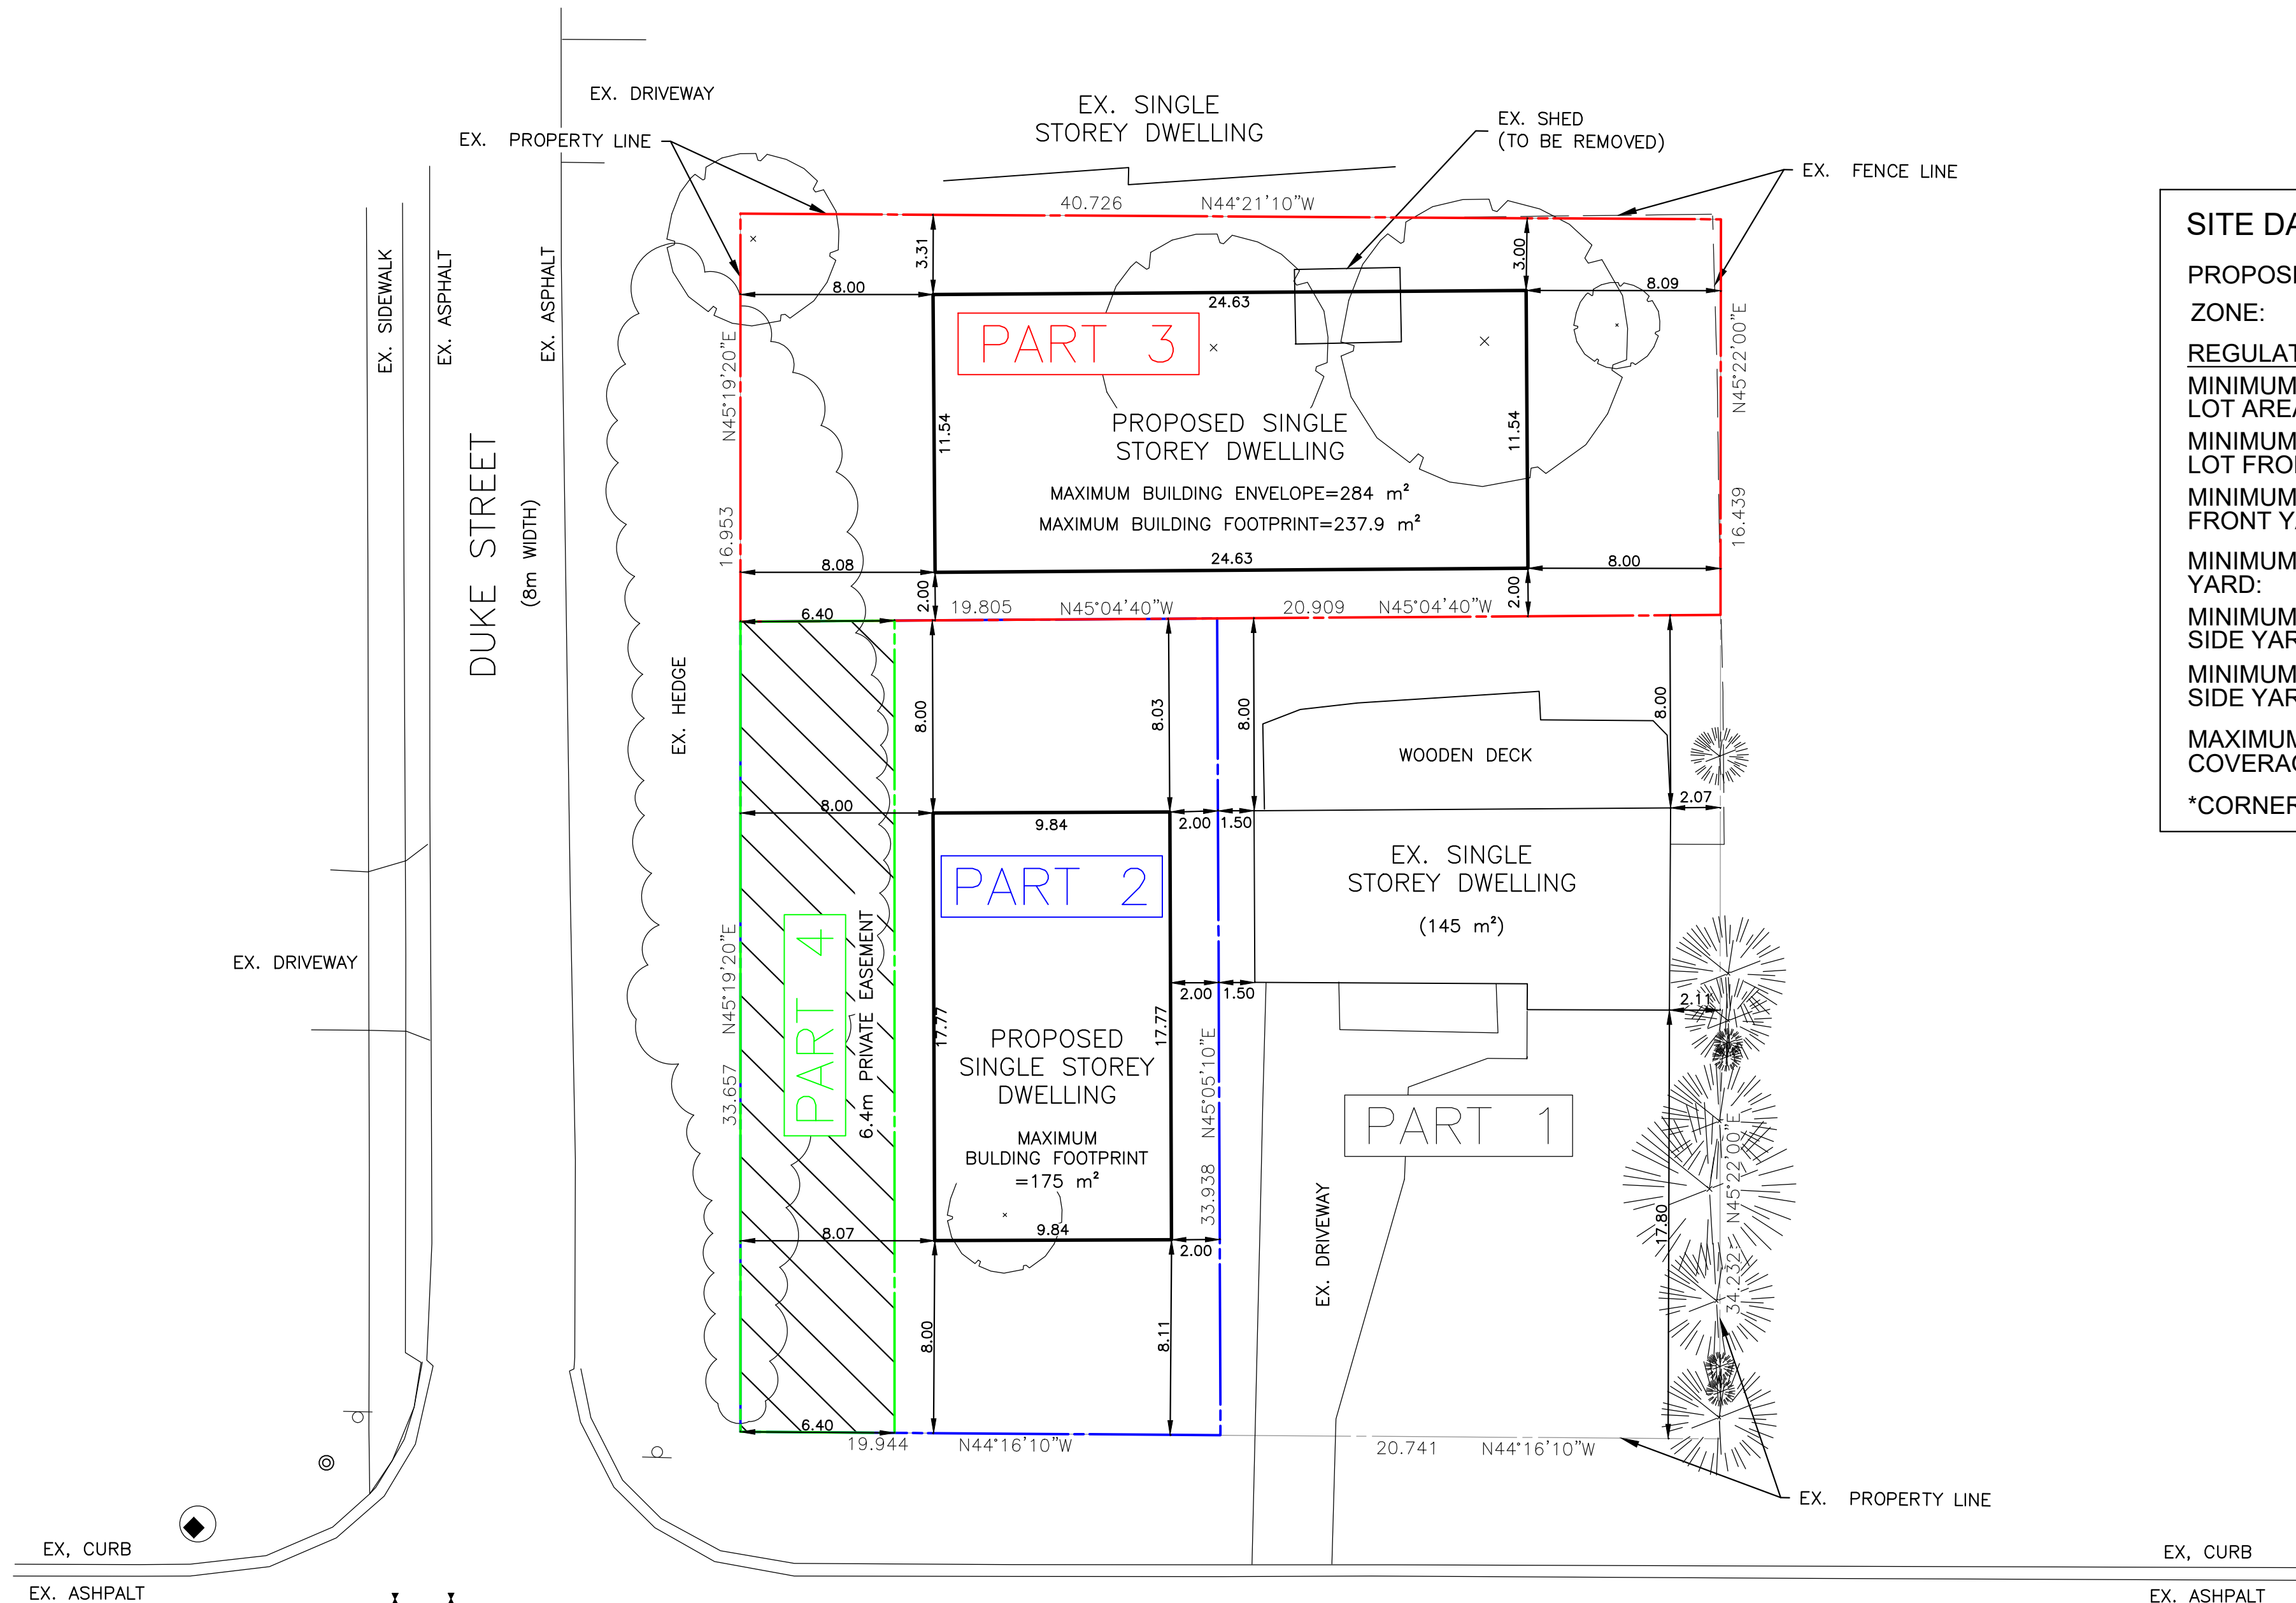 EX. DRIVEWAY
EX. SINGLE
STOREY DWELLING
EX. SHED
(TO BE REMOVED)
EX. PROPERTY LINE
EX. FENCE LINE
40.726 N44°21'10"W
SITE DA
PROPOSE
ZONE:
REGULAT
MINIMUM
LOT AREA
MINIMUM
LOT FRON
MINIMUM
FRONT YA
MINIMUM
YARD:
MINIMUM
SIDE YAR
MINIMUM
SIDE YAR
MAXIMUM
COVERAG
*CORNER
EX. SIDEWALK
EX. ASPHALT
EX. ASPHALT
DUKE STREET
(8m WIDTH)
3.31
3.00
8.00
24.63
8.09
PART 3
N45°19'20"E
16.953
N45°22'00"E
16.439
11.54
11.54
PROPOSED SINGLE
STOREY DWELLING
MAXIMUM BUILDING ENVELOPE=284 m²
MAXIMUM BUILDING FOOTPRINT=237.9 m²
8.08
24.63
8.00
2.00
2.00
19.805 N45°04'40"W
20.909 N45°04'40"W
6.40
EX. HEDGE
8.00
8.03
8.00
8.00
WOODEN DECK
8.00
9.84
2.00
1.50
2.07
PART 2
EX. SINGLE
STOREY DWELLING
(145 m²)
EX. DRIVEWAY
33.657 N45°19'20"E
PART 4
6.4m PRIVATE EASEMENT
17.77
17.77
2.00
1.50
2.11
PROPOSED
SINGLE STOREY
DWELLING
MAXIMUM
BULDING FOOTPRINT
=175 m²
33.938 N45°05'10"E
PART 1
EX. DRIVEWAY
17.80
34.232 N45°22'00"E
8.07
9.84
2.00
8.00
8.11
6.40
19.944 N44°16'10"W
20.741 N44°16'10"W
EX. PROPERTY LINE
EX, CURB
EX. ASHPALT
EX, CURB
EX. ASHPALT